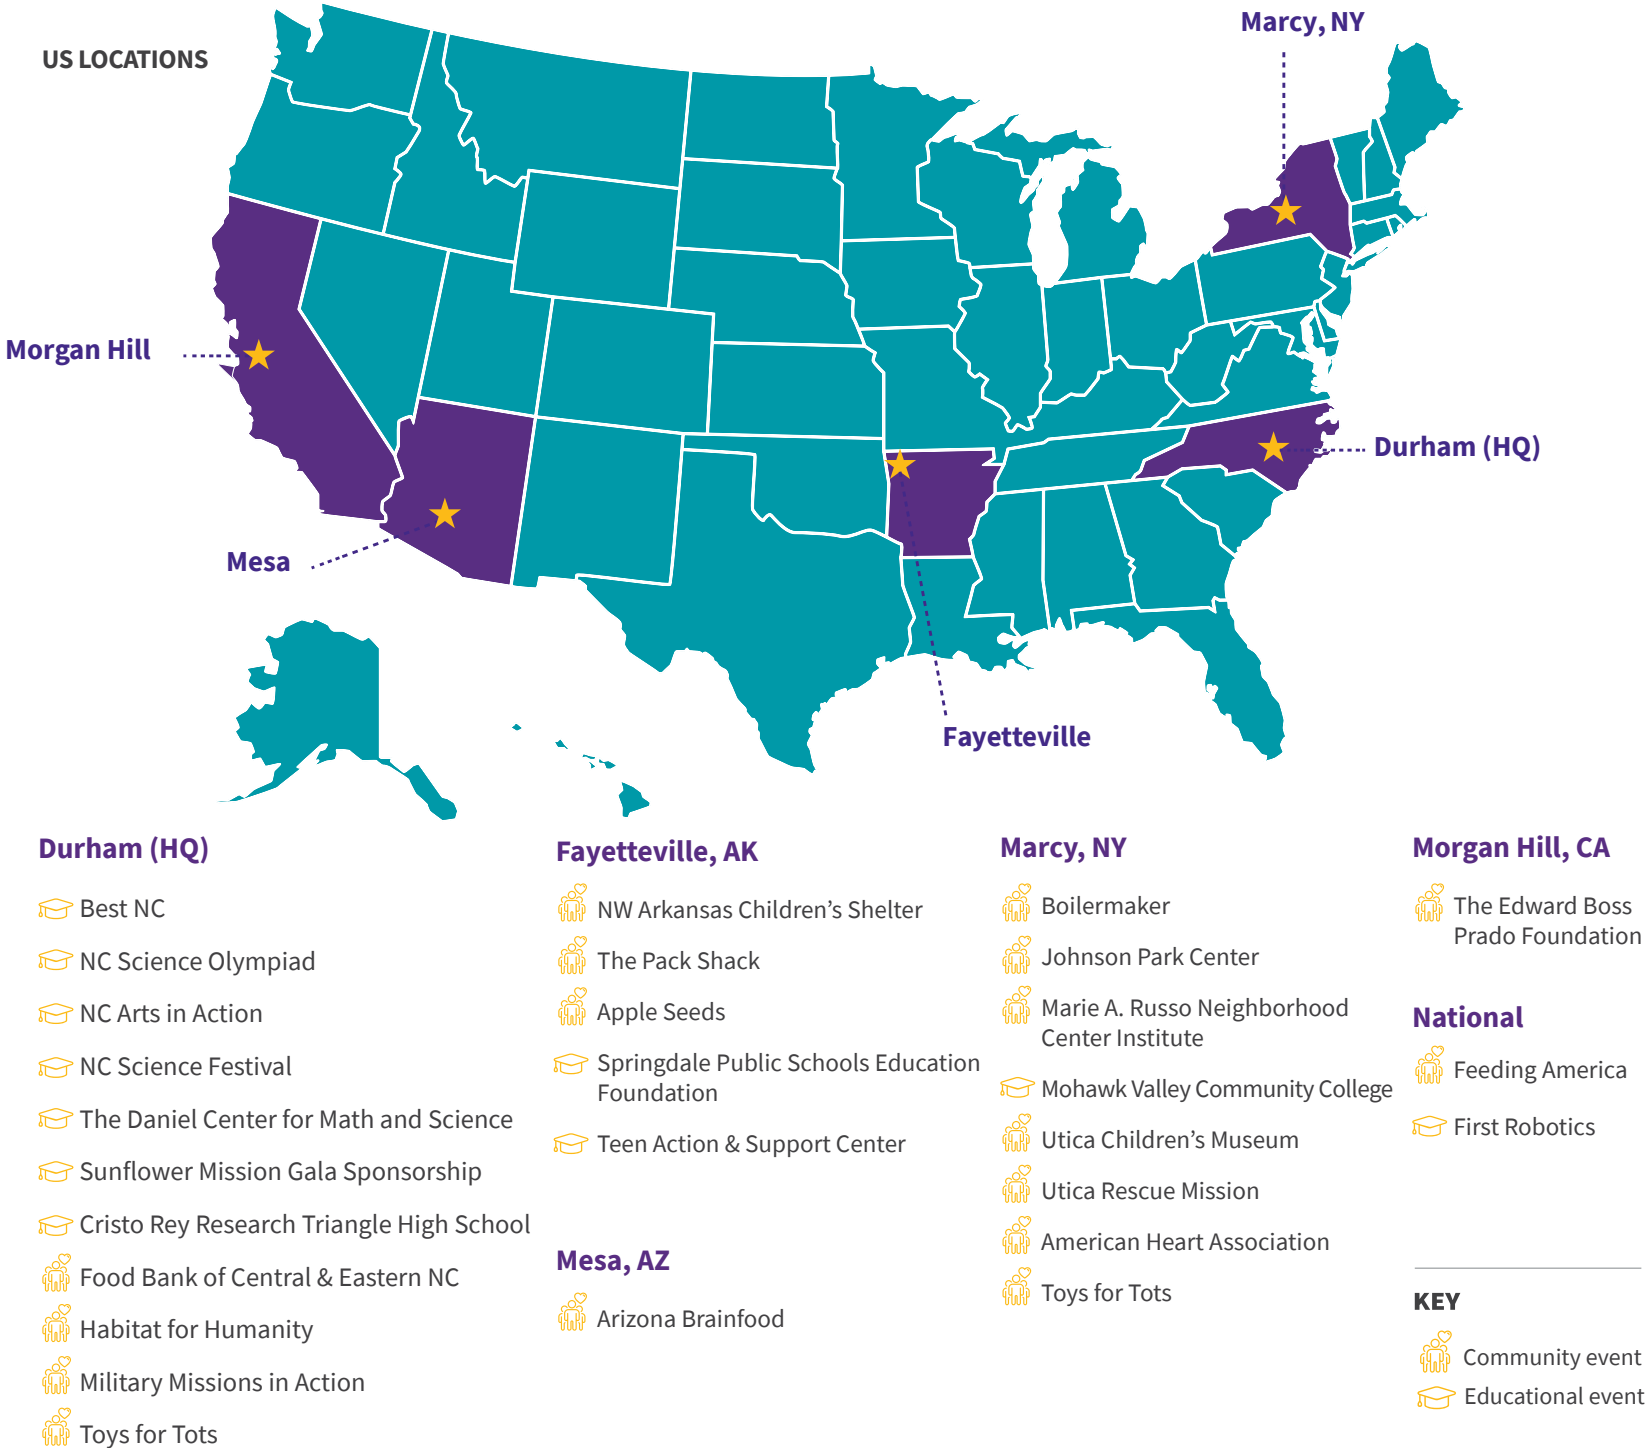 US LOCATIONS
Marcy, NY
Morgan Hill
Durham (HQ)
Mesa
Fayetteville
Durham (HQ)
Best NC
NC Science Olympiad
NC Arts in Action
NC Science Festival
The Daniel Center for Math and Science
Sunflower Mission Gala Sponsorship
Cristo Rey Research Triangle High School
Food Bank of Central & Eastern NC
Habitat for Humanity
Military Missions in Action
Toys for Tots
Fayetteville, AK
NW Arkansas Children’s Shelter
The Pack Shack
Apple Seeds
Springdale Public Schools Education
Foundation
Teen Action & Support Center
Mesa, AZ
Arizona Brainfood
Marcy, NY
Boilermaker
Johnson Park Center
Marie A. Russo Neighborhood
Center Institute
Mohawk Valley Community College
Utica Children’s Museum
Utica Rescue Mission
American Heart Association
Toys for Tots
Morgan Hill, CA
The Edward Boss
Prado Foundation
National
Feeding America
First Robotics
KEY
Community event
Educational event